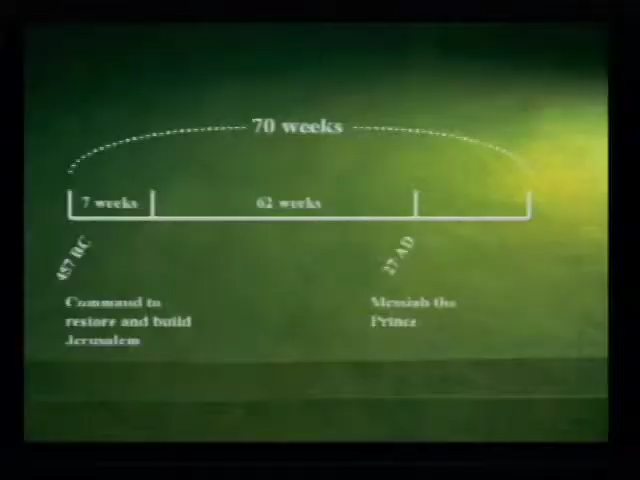 70 weeks
7 weeks
62 weeks
457 BC
27 AD
Command to
restore and build
Jerusalem
Messiah the
Prince